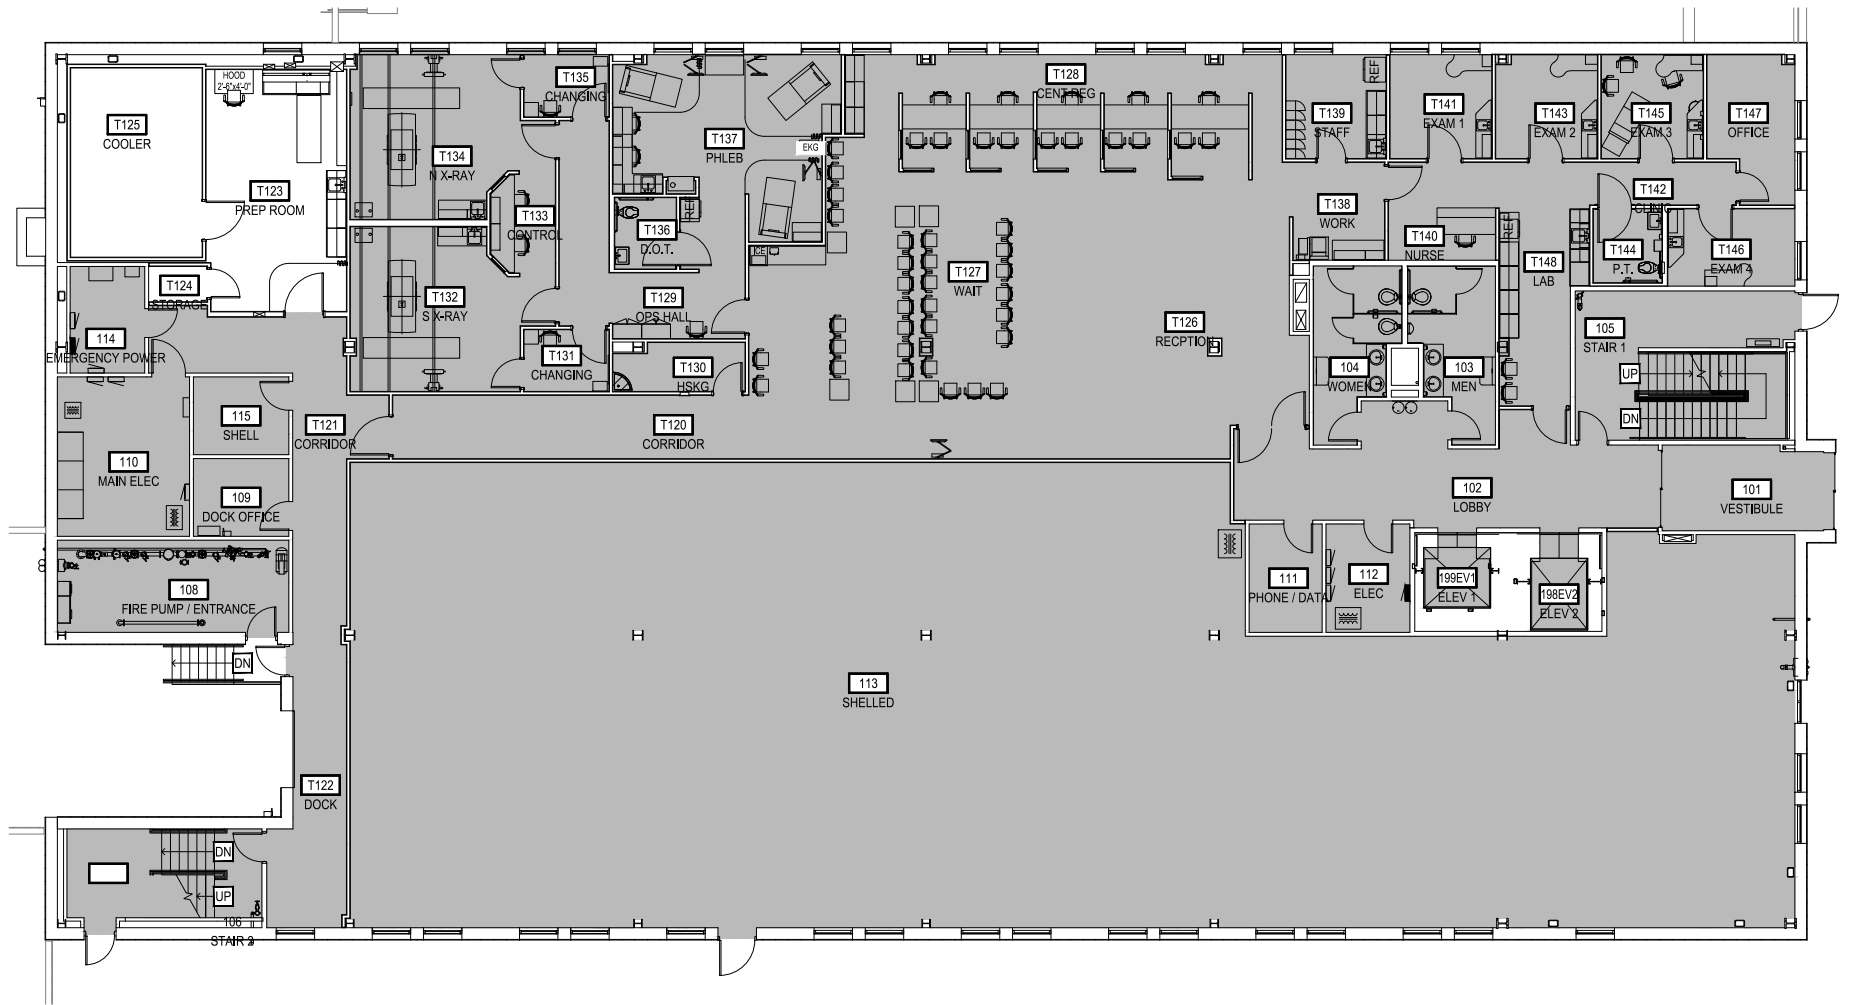 HOOD
2'-6"x4'-0"
T125
COOLER
T123
PREP ROOM
T124
STORAGE
114
EMERGENCY POWER
T135
CHANGING
T134
N X-RAY
T133
CONTROL
T132
S X-RAY
T131
CHANGING
T137
PHLEB
EKG
T136
D.O.T.
REF
ICE
T129
OPS HALL
T130
HSKG
T128
CENT REG
T127
WAIT
T126
RECPTION
T139
STAFF
REF
T141
EXAM 1
T143
EXAM 2
T145
EXAM 3
T147
OFFICE
T138
WORK
T140
NURSE
T142
CLINIC
REF
T144
P.T.
T146
EXAM 4
T148
LAB
105
STAIR 1
UP
DN
104
WOMEN
103
MEN
115
SHELL
T121
CORRIDOR
T120
CORRIDOR
110
MAIN ELEC
109
DOCK OFFICE
102
LOBBY
101
VESTIBULE
108
FIRE PUMP / ENTRANCE
111
PHONE / DATA
112
ELEC
199EV1
ELEV 1
198EV2
ELEV 2
DN
113
SHELLED
T122
DOCK
DN
UP
106
STAIR 2